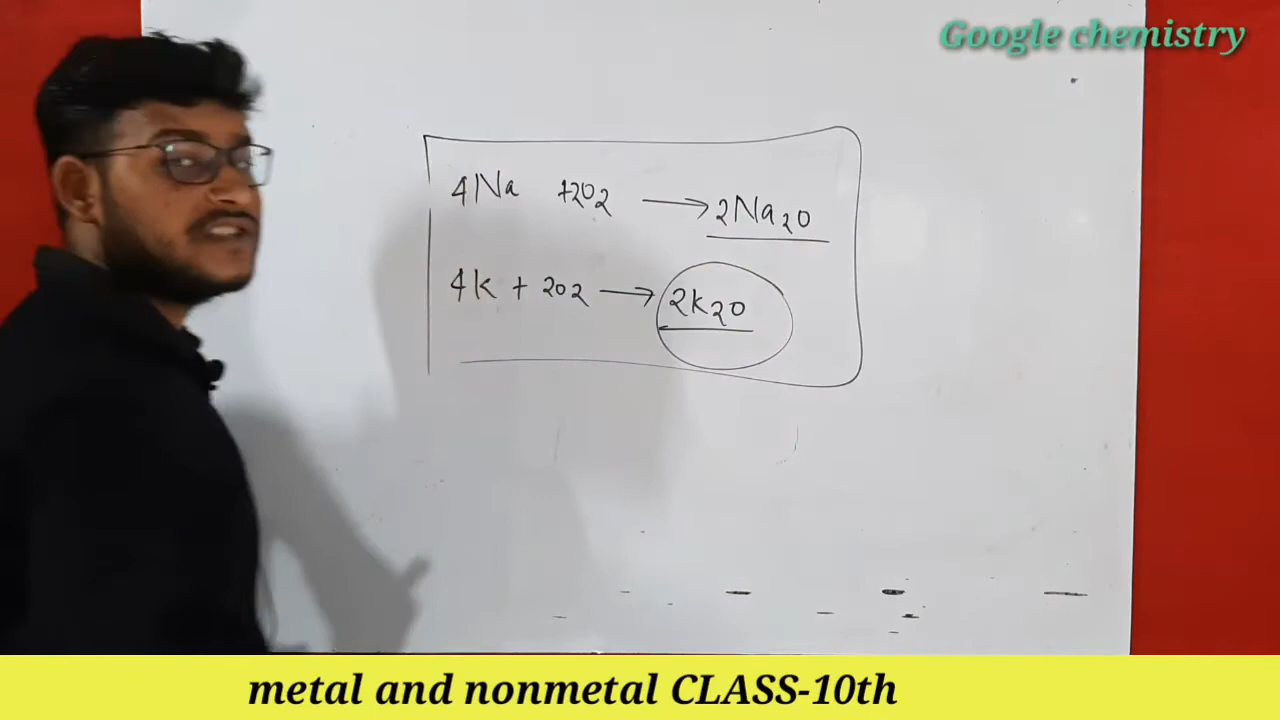 Google chemistry
4Na +2O2 → 2Na2O
4K + 2O2 → 2K2O
metal and nonmetal CLASS-10th